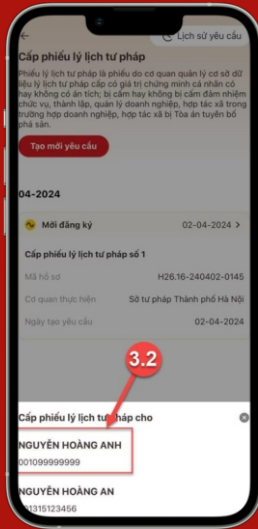 Lịch sử yêu cầu
Cấp phiếu lý lịch tư pháp
Phiếu lý lịch tư pháp là phiếu do cơ quan quản lý cơ sở dữ
liệu lý lịch tư pháp cấp có giá trị chứng minh cá nhân có
hay không có án tích; bị cấm hay không bị cấm đảm nhiệm
chức vụ, thành lập, quản lý doanh nghiệp, hợp tác xã trong
trường hợp doanh nghiệp, hợp tác xã bị Tòa án tuyên bố
phá sản.
Tạo mới yêu cầu
04-2024
Mới đăng ký 02-04-2024
Cấp phiếu lý lịch tư pháp số 1
Mã hồ sơ H26.16-240402-0145
Cơ quan thực hiện Sở tư pháp Thành phố Hà Nội
Ngày tạo yêu cầu 02-04-2024
3.2
Cấp phiếu lý lịch tư pháp cho
NGUYỄN HOÀNG ANH
001099999999
NGUYỄN HOÀNG AN
01315123456